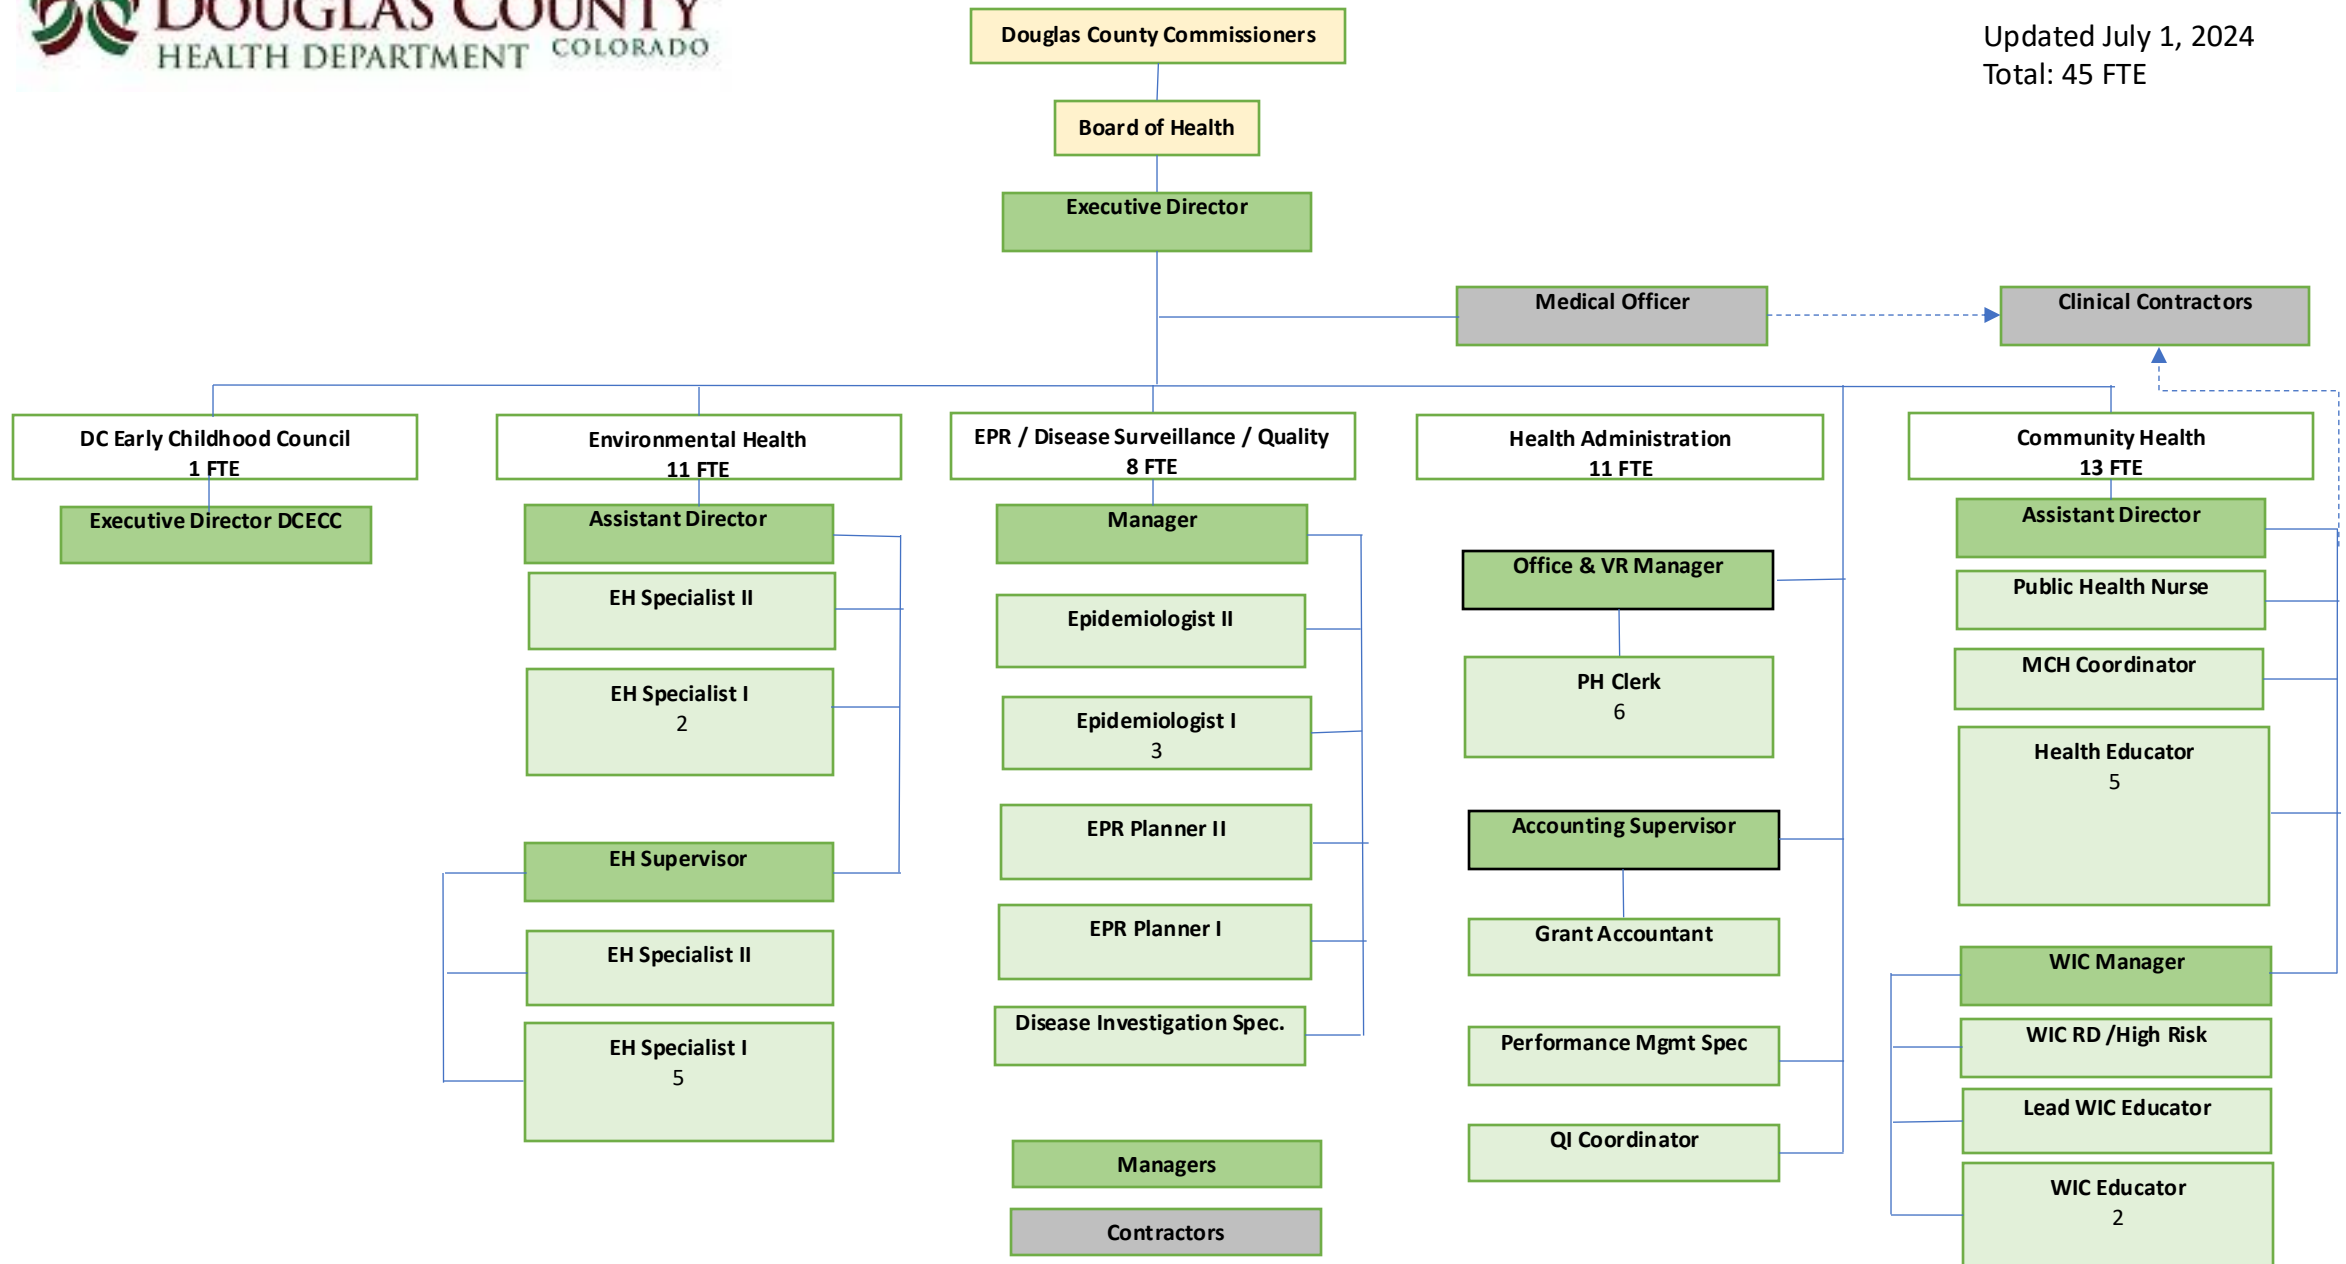 DOUGLAS COUNTY
HEALTH DEPARTMENT COLORADO
Updated July 1, 2024
Total: 45 FTE
Douglas County Commissioners
Board of Health
Executive Director
Medical Officer
Clinical Contractors
DC Early Childhood Council
1 FTE
Executive Director DCECC
Environmental Health
11 FTE
Assistant Director
EH Specialist II
EH Specialist I
2
EH Supervisor
EH Specialist II
EH Specialist I
5
EPR / Disease Surveillance / Quality
8 FTE
Manager
Epidemiologist II
Epidemiologist I
3
EPR Planner II
EPR Planner I
Disease Investigation Spec.
Managers
Contractors
Health Administration
11 FTE
Office & VR Manager
PH Clerk
6
Accounting Supervisor
Grant Accountant
Performance Mgmt Spec
QI Coordinator
Community Health
13 FTE
Assistant Director
Public Health Nurse
MCH Coordinator
Health Educator
5
WIC Manager
WIC RD /High Risk
Lead WIC Educator
WIC Educator
2